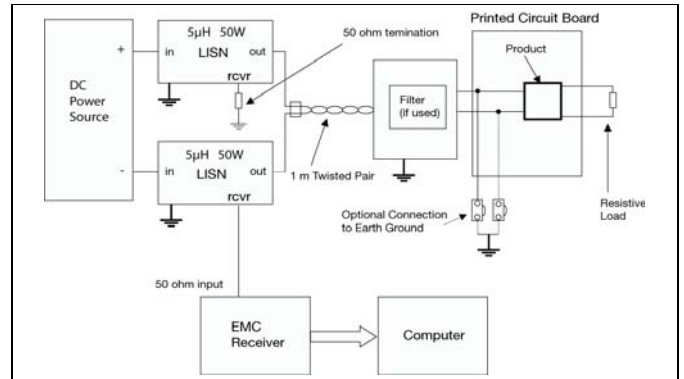 Printed Circuit Board
5µH 50W
in
out
LISN
rcvr
50 ohm temination
Product
+
DC
Power
Source
Filter
(if used)
-
5µH 50W
in
out
LISN
rcvr
1 m Twisted Pair
Optional Connection
to Earth Ground
Resistive
Load
50 ohm input
EMC
Receiver
Computer